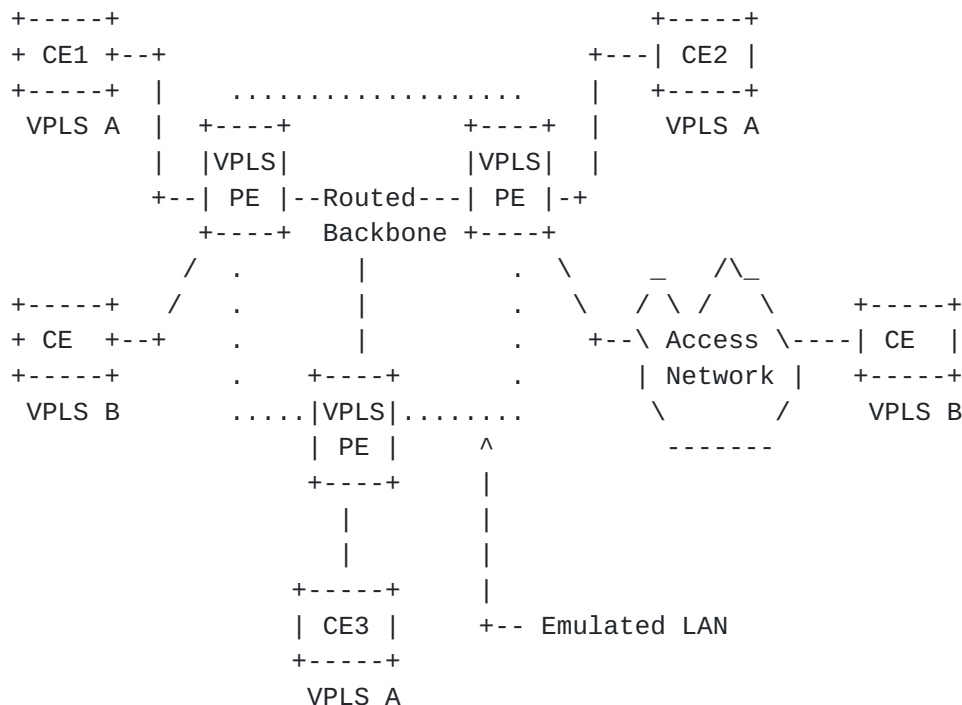 +-----+                                  +-----+
+ CE1 +--+                           +---| CE2 |
+-----+  |    ...................    |   +-----+
 VPLS A  |  +----+           +----+  |    VPLS A
         |  |VPLS|           |VPLS|  |
         +--| PE |--Routed---| PE |-+
            +----+  Backbone +----+
           /  .       |          .  \     _   /\_
+-----+   /   .       |          .   \   / \ /   \     +-----+
+ CE  +--+    .       |          .    +--\ Access \----| CE  |
+-----+       .    +----+        .       | Network |   +-----+
 VPLS B       .....|VPLS|........        \       /     VPLS B
                   | PE |     ^           -------
                   +----+     |
                     |        |
                     |        |
                  +-----+     |
                  | CE3 |     +-- Emulated LAN
                  +-----+
                   VPLS A